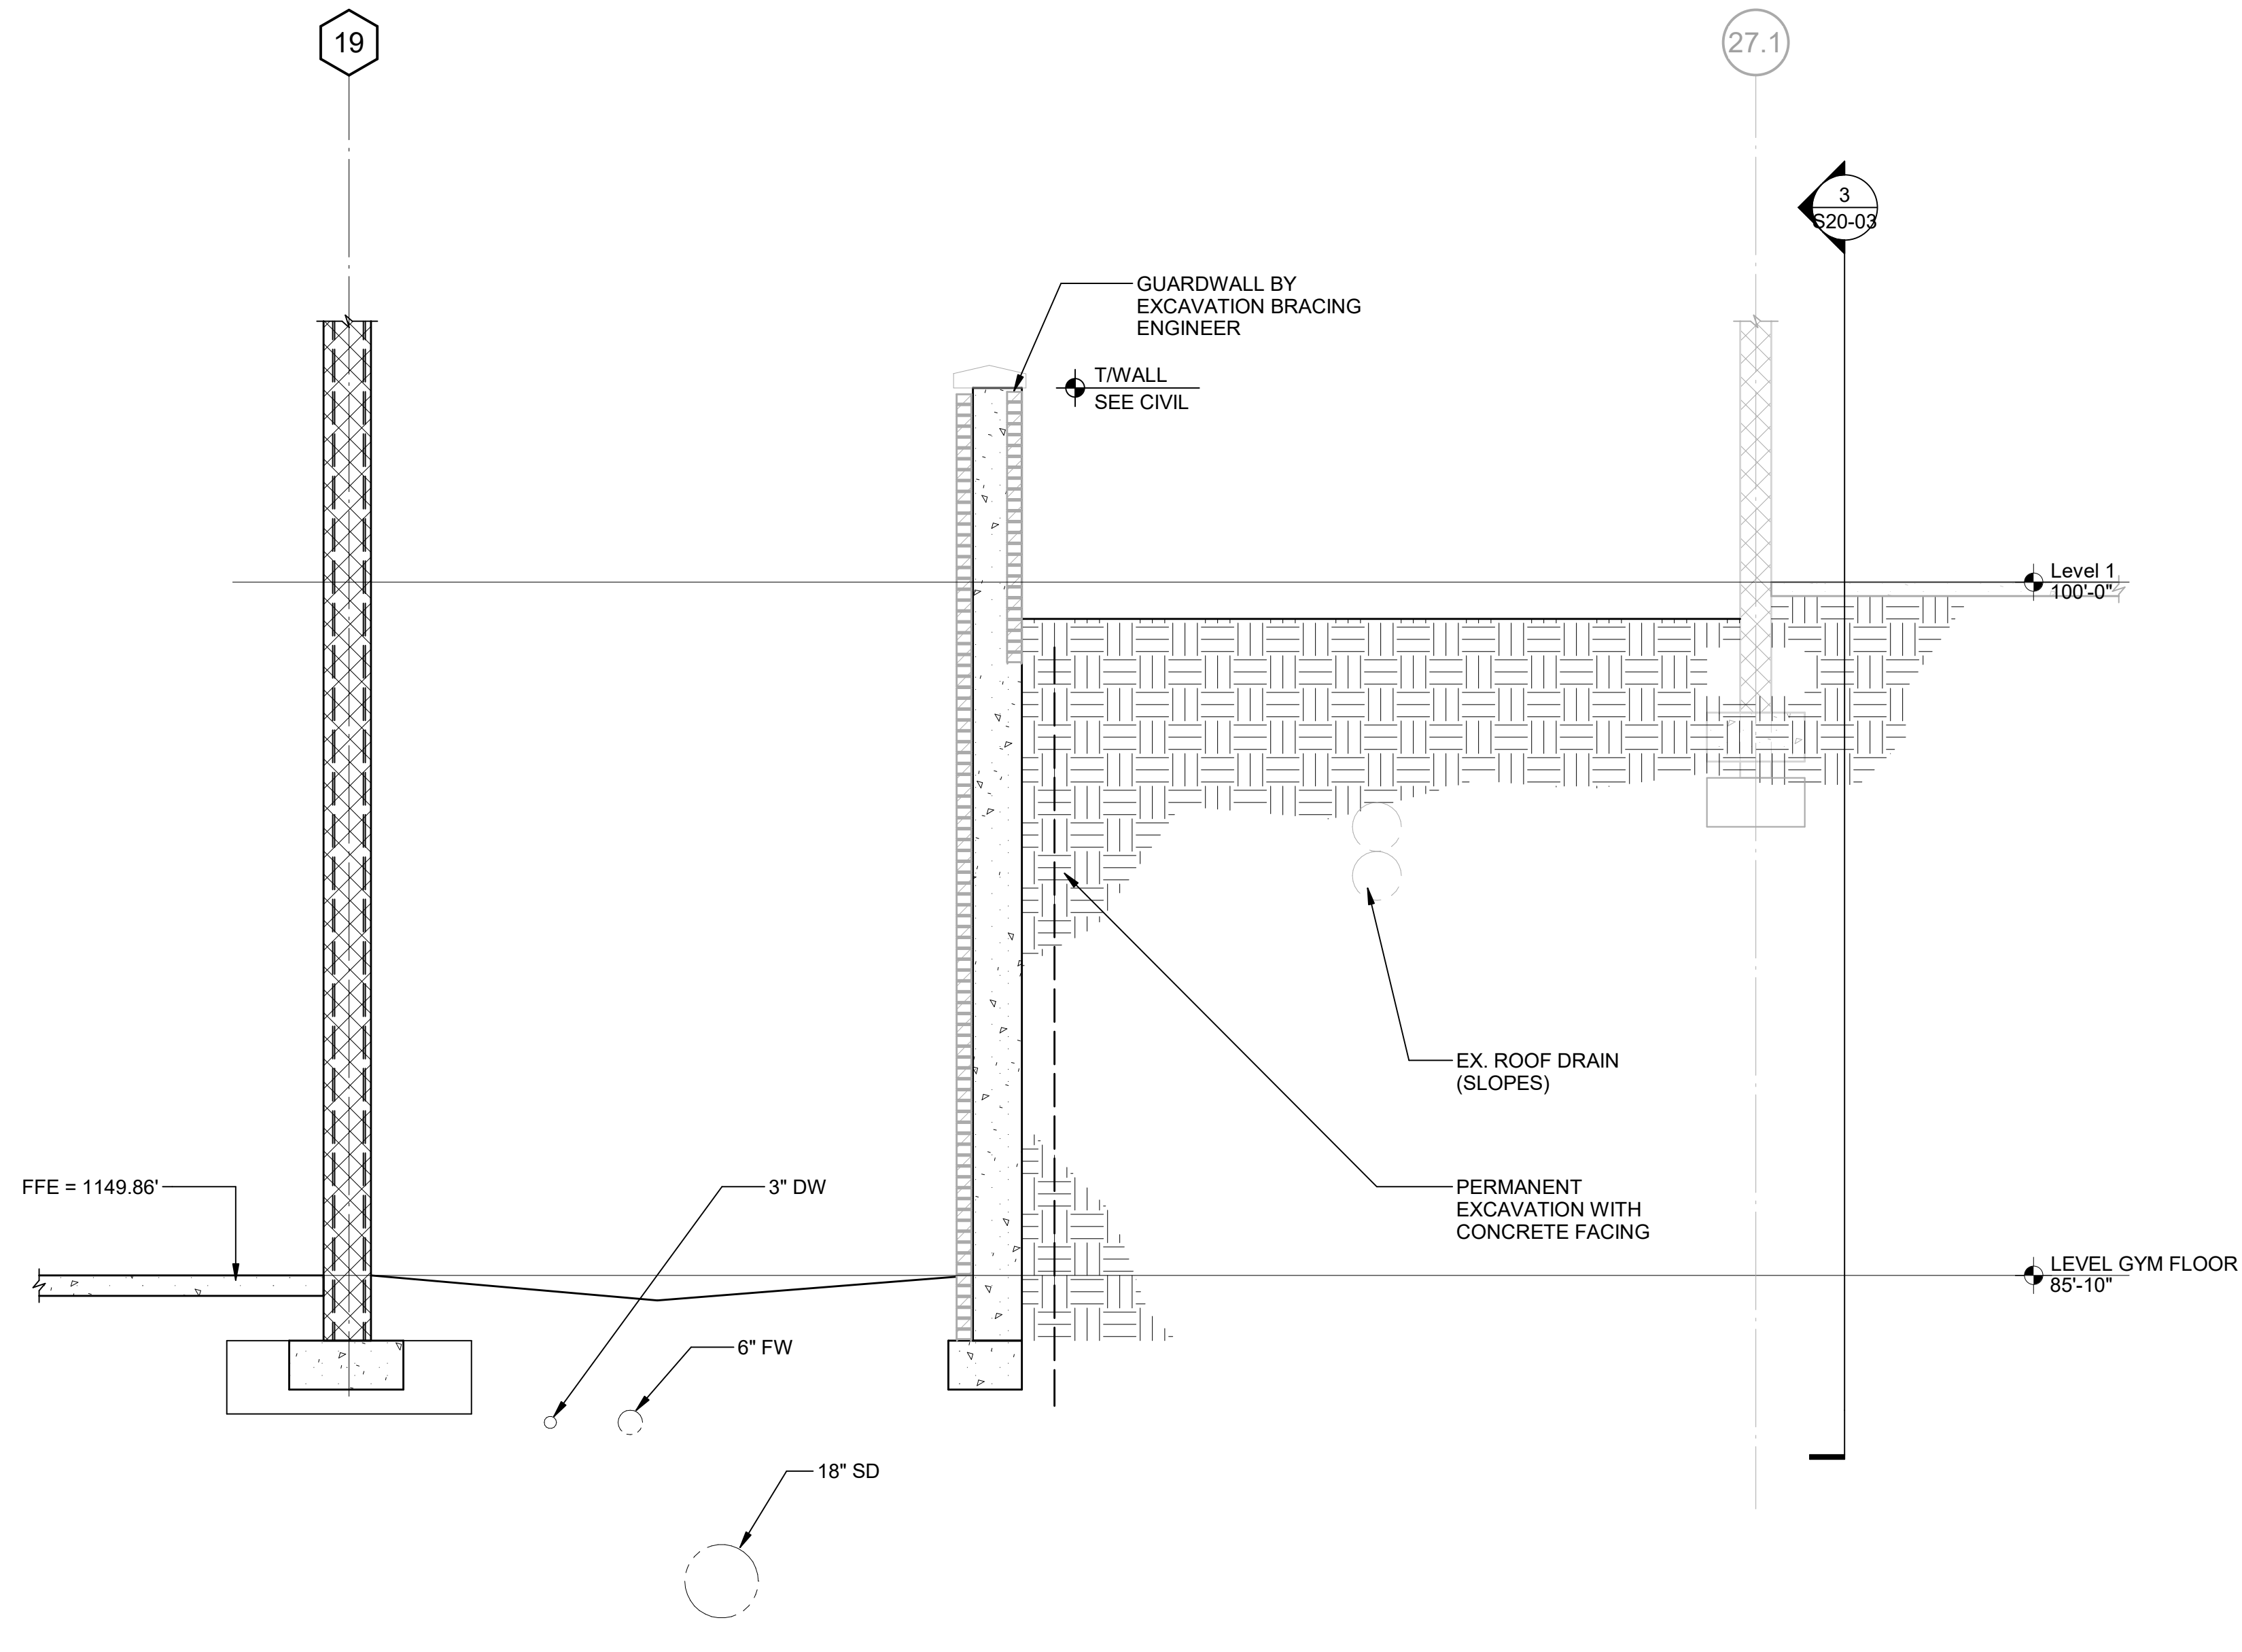 19
27.1
3
S20-03
GUARDWALL BY
EXCAVATION BRACING
ENGINEER
T/WALL
SEE CIVIL
Level 1
100'-0"
EX. ROOF DRAIN
(SLOPES)
FFE = 1149.86'
3" DW
PERMANENT
EXCAVATION WITH
CONCRETE FACING
LEVEL GYM FLOOR
85'-10"
6" FW
18" SD